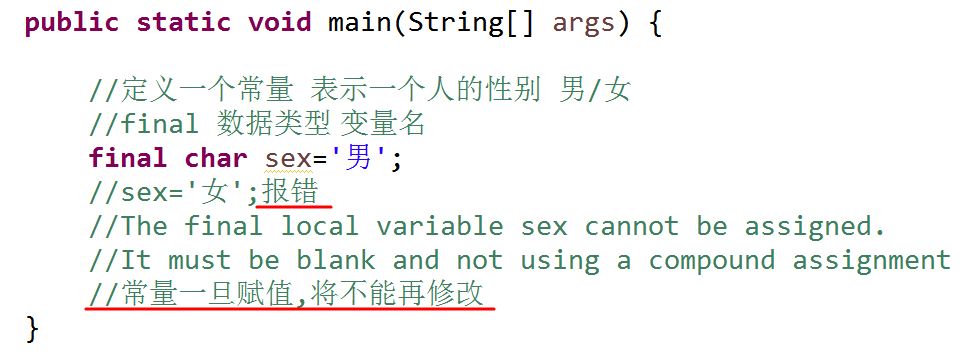 public static void main(String[] args) {
//定义一个常量 表示一个人的性别 男/女
//final 数据类型 变量名
final char sex='男';
//sex='女';报错
//The final local variable sex cannot be assigned.
//It must be blank and not using a compound assignment
//常量一旦赋值,将不能再修改
}